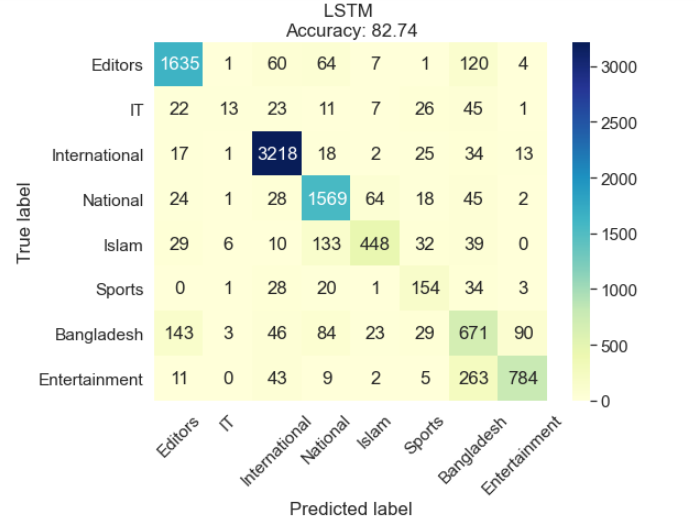 LSTM
Accuracy: 82.74
Editors 1635 1 60 64 7 1 120 4
IT 22 13 23 11 7 26 45 1
International 17 1 3218 18 2 25 34 13
National 24 1 28 1569 64 18 45 2
Islam 29 6 10 133 448 32 39 0
Sports 0 1 28 20 1 154 34 3
Bangladesh 143 3 46 84 23 29 671 90
Entertainment 11 0 43 9 2 5 263 784
Editors IT International National Islam Sports Bangladesh Entertainment
Predicted label
True label
3000
2500
2000
1500
1000
500
0